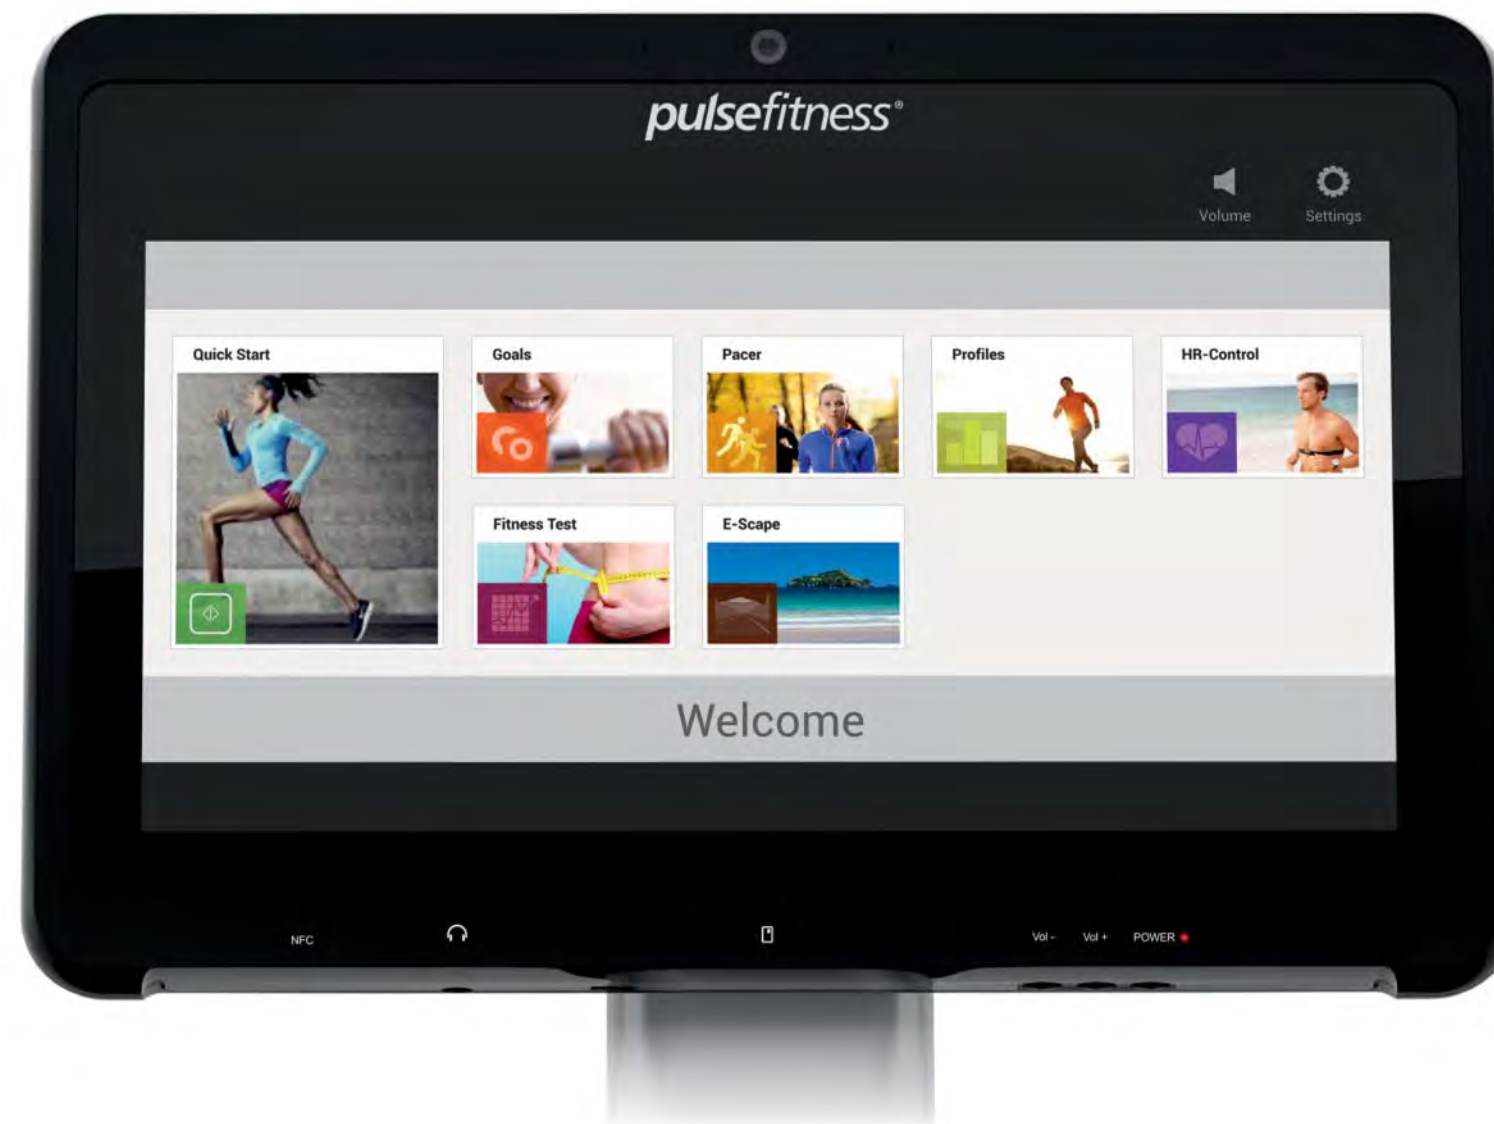 pulsefitness®
Volume Settings
Quick Start Goals Pacer Profiles HR-Control
Fitness Test E-Scape
Welcome
NFC Vol - Vol + POWER